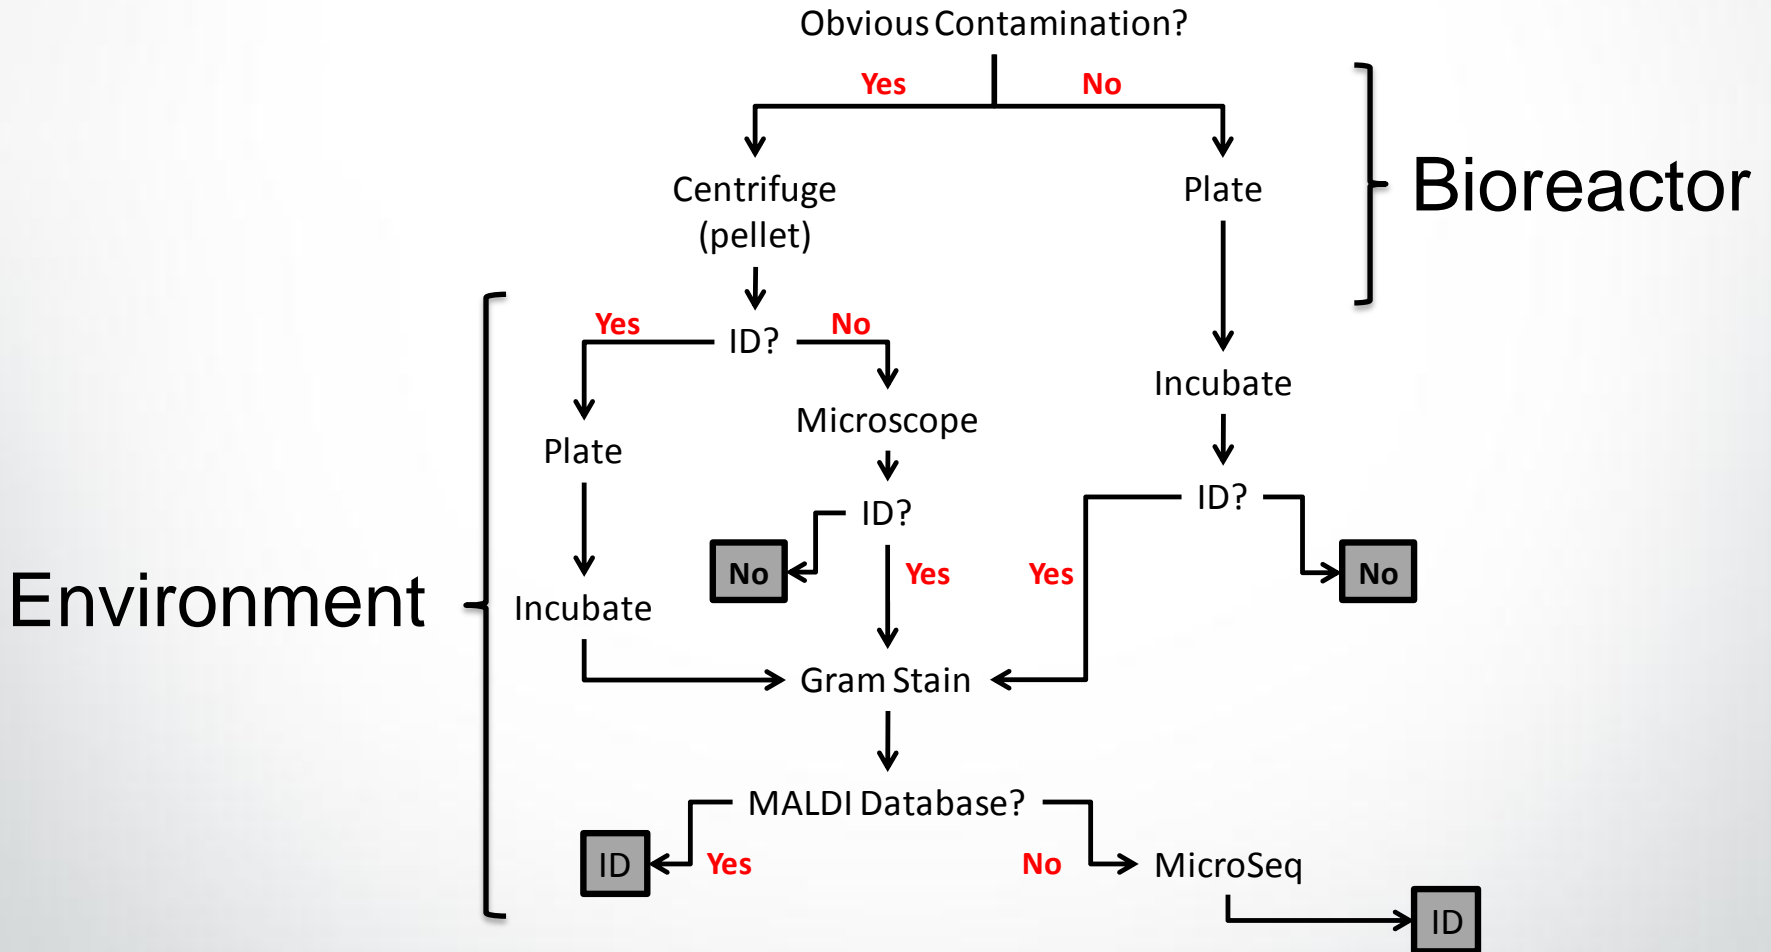 Obvious Contamination?
Yes
No
Centrifuge
(pellet)
Plate
Bioreactor
Yes
ID?
No
Incubate
Microscope
Plate
ID?
ID?
No
Yes
Yes
No
Environment
Incubate
Gram Stain
MALDI Database?
ID
Yes
No
MicroSeq
ID